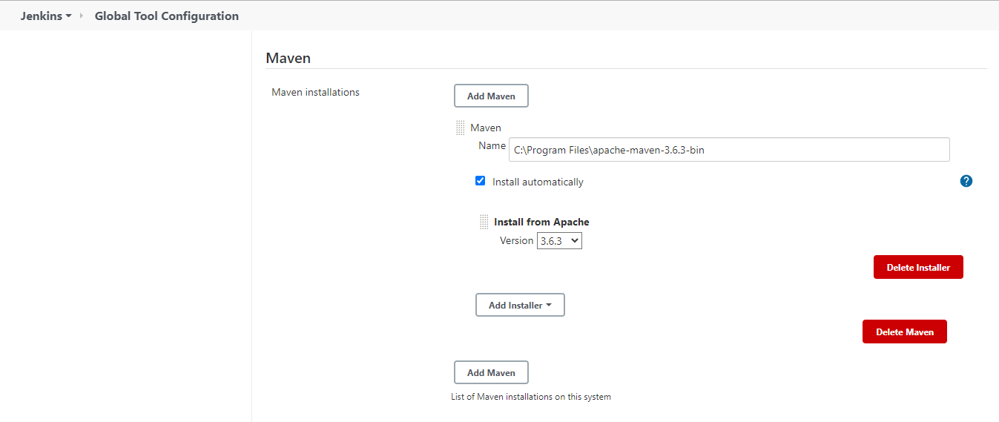 Jenkins Global Tool Configuration
Maven
Maven installations
Add Maven
Maven
Name C:\Program Files\apache-maven-3.6.3-bin
Install automatically ?
Install from Apache
Version 3.6.3
Delete Installer
Add Installer
Delete Maven
Add Maven
List of Maven installations on this system